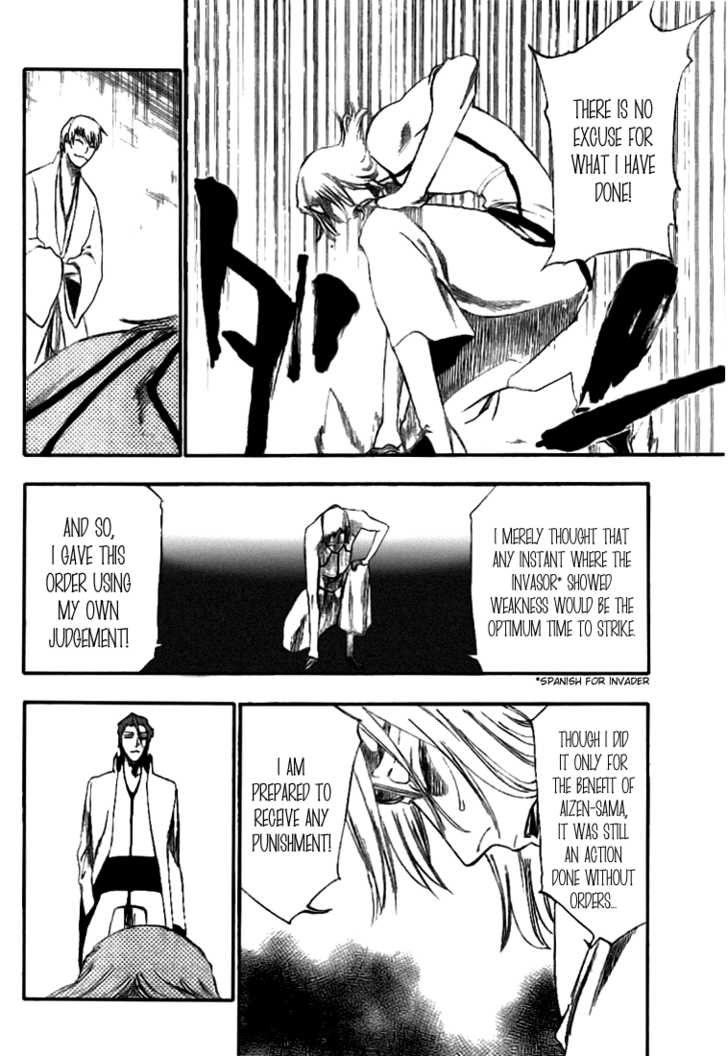 THERE IS NO
EXCUSE FOR
WHAT I HAVE
DONE!
I MERELY THOUGHT THAT
ANY INSTANT WHERE THE
INVASOR* SHOWED
WEAKNESS WOULD BE THE
OPTIMUM TIME TO STRIKE.
AND SO,
I GAVE THIS
ORDER USING
MY OWN
JUDGEMENT!
*SPANISH FOR INVADER
THOUGH I DID
IT ONLY FOR
THE BENEFIT OF
AIZEN-SAMA,
IT WAS STILL
AN ACTION
DONE WITHOUT
ORDERS...
I AM
PREPARED TO
RECEIVE ANY
PUNISHMENT!